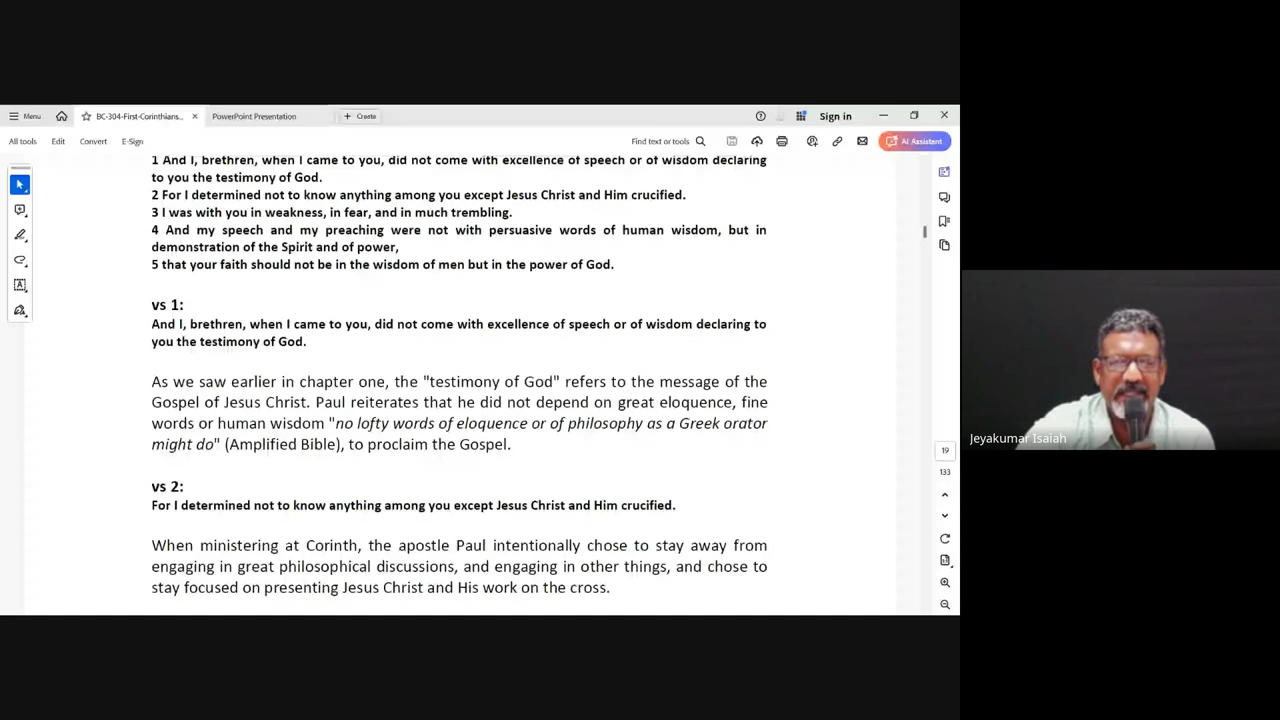 Menu
BC-304-First-Corinthians...
PowerPoint Presentation
Create
Sign in
All tools
Edit
Convert
E-Sign
Find text or tools
AI Assistant
1 And I, brethren, when I came to you, did not come with excellence of speech or of wisdom declaring
to you the testimony of God.
2 For I determined not to know anything among you except Jesus Christ and Him crucified.
3 I was with you in weakness, in fear, and in much trembling.
4 And my speech and my preaching were not with persuasive words of human wisdom, but in
demonstration of the Spirit and of power,
5 that your faith should not be in the wisdom of men but in the power of God.
vs 1:
And I, brethren, when I came to you, did not come with excellence of speech or of wisdom declaring to
you the testimony of God.
As we saw earlier in chapter one, the "testimony of God" refers to the message of the
Gospel of Jesus Christ. Paul reiterates that he did not depend on great eloquence, fine
words or human wisdom "no lofty words of eloquence or of philosophy as a Greek orator
might do" (Amplified Bible), to proclaim the Gospel.
vs 2:
For I determined not to know anything among you except Jesus Christ and Him crucified.
When ministering at Corinth, the apostle Paul intentionally chose to stay away from
engaging in great philosophical discussions, and engaging in other things, and chose to
stay focused on presenting Jesus Christ and His work on the cross.
19
133
Jeyakumar Isaiah